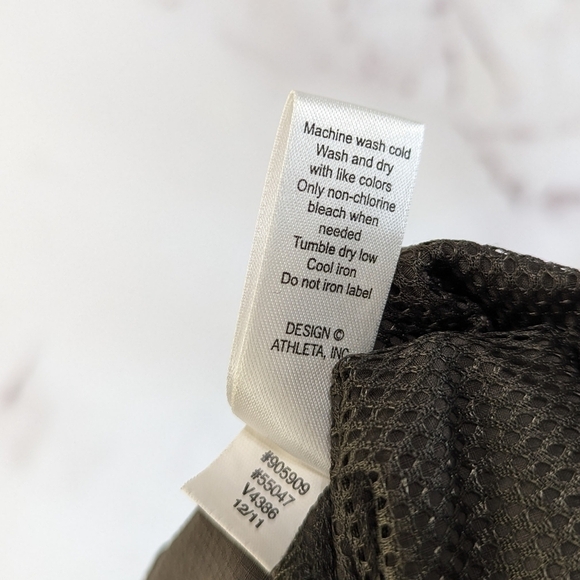 Machine wash cold
Wash and dry
with like colors
Only non-chlorine
bleach when
needed
Tumble dry low
Cool iron
Do not iron label
DESIGN ©
ATHLETA, INC
#905909
#55047
V4386
12/11